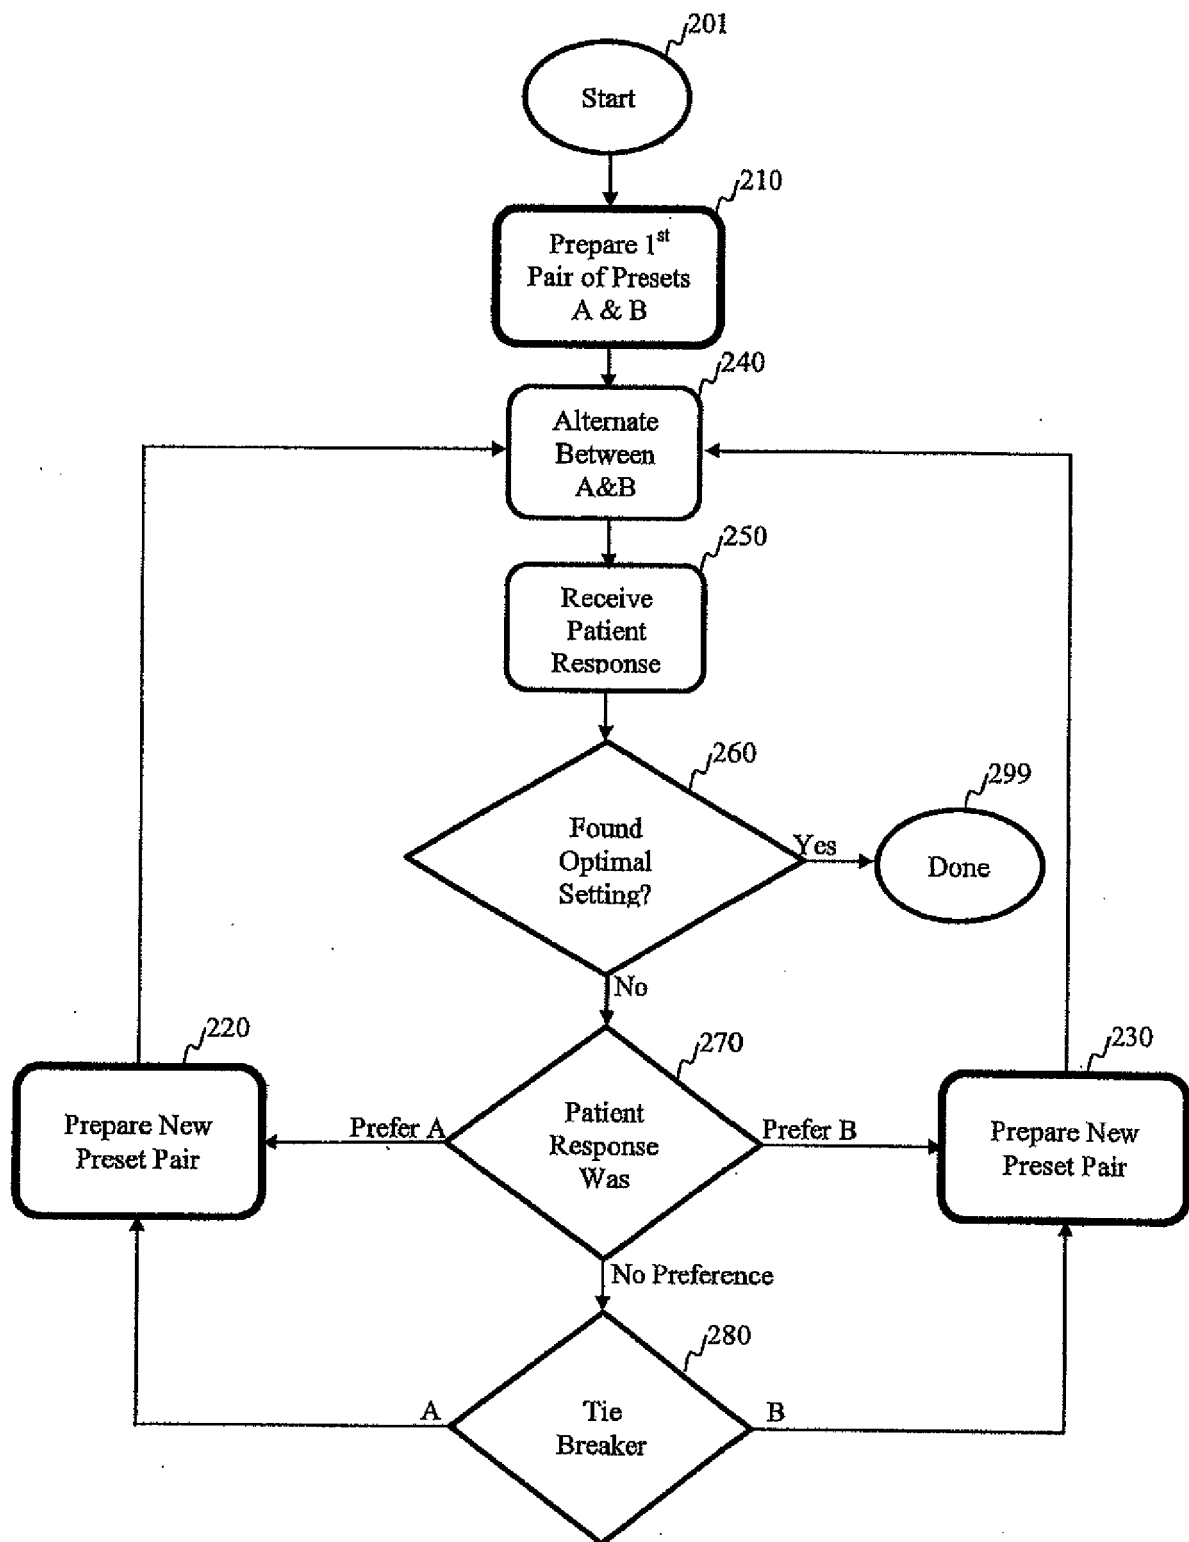 201
Start
210
Prepare 1st
Pair of Presets
A & B
240
Alternate
Between
A&B
250
Receive
Patient
Response
260
Found
Optimal
Setting?
Yes
299
Done
No
220
Prepare New
Preset Pair
Prefer A
270
Patient
Response
Was
Prefer B
230
Prepare New
Preset Pair
No Preference
280
A
Tie
Breaker
B